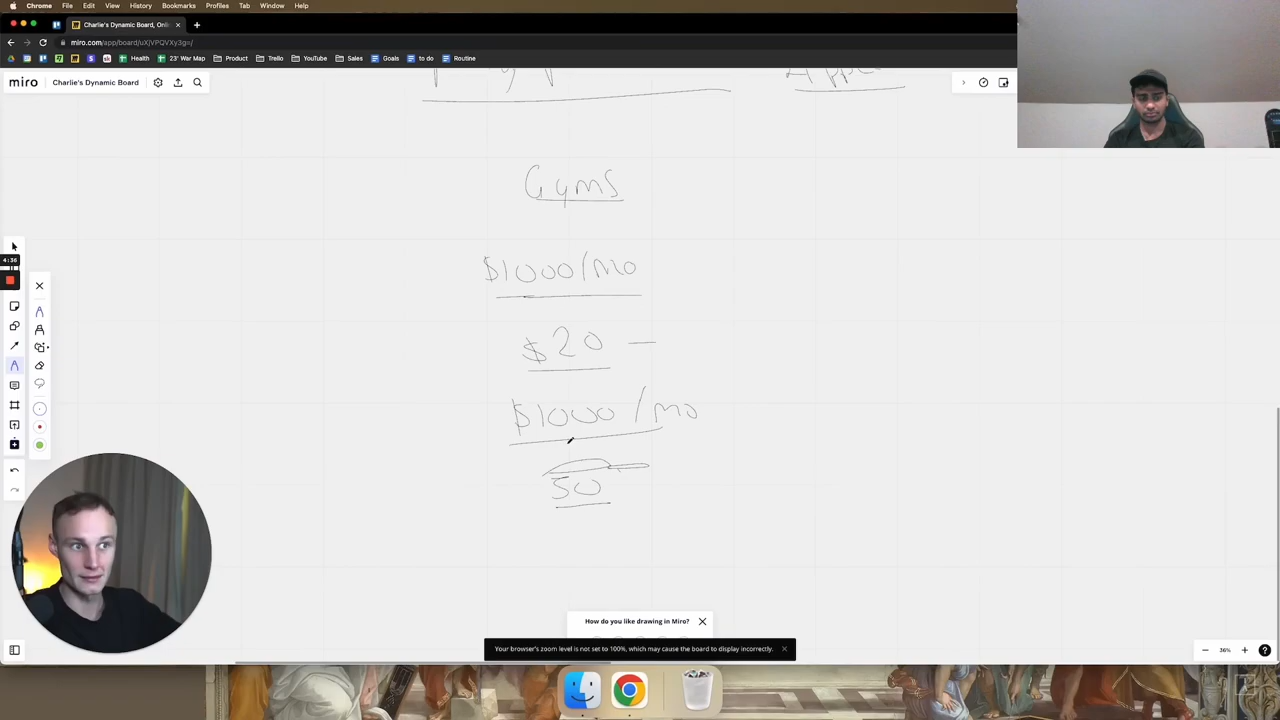 Chrome File Edit View History Bookmarks Profiles Tab Window Help
Charlie's Dynamic Board, Onli
miro.com/app/board/uXjVPQVXy3g=/
Health 23' War Map Product Trello YouTube Sales Goals to do Routine
miro Charlie's Dynamic Board
Gyms
$1000/mo
4:36
$20 —
$1000/mo
50
How do you like drawing in Miro?
Your browser's zoom level is not set to 100%, which may cause the board to display incorrectly.
36%